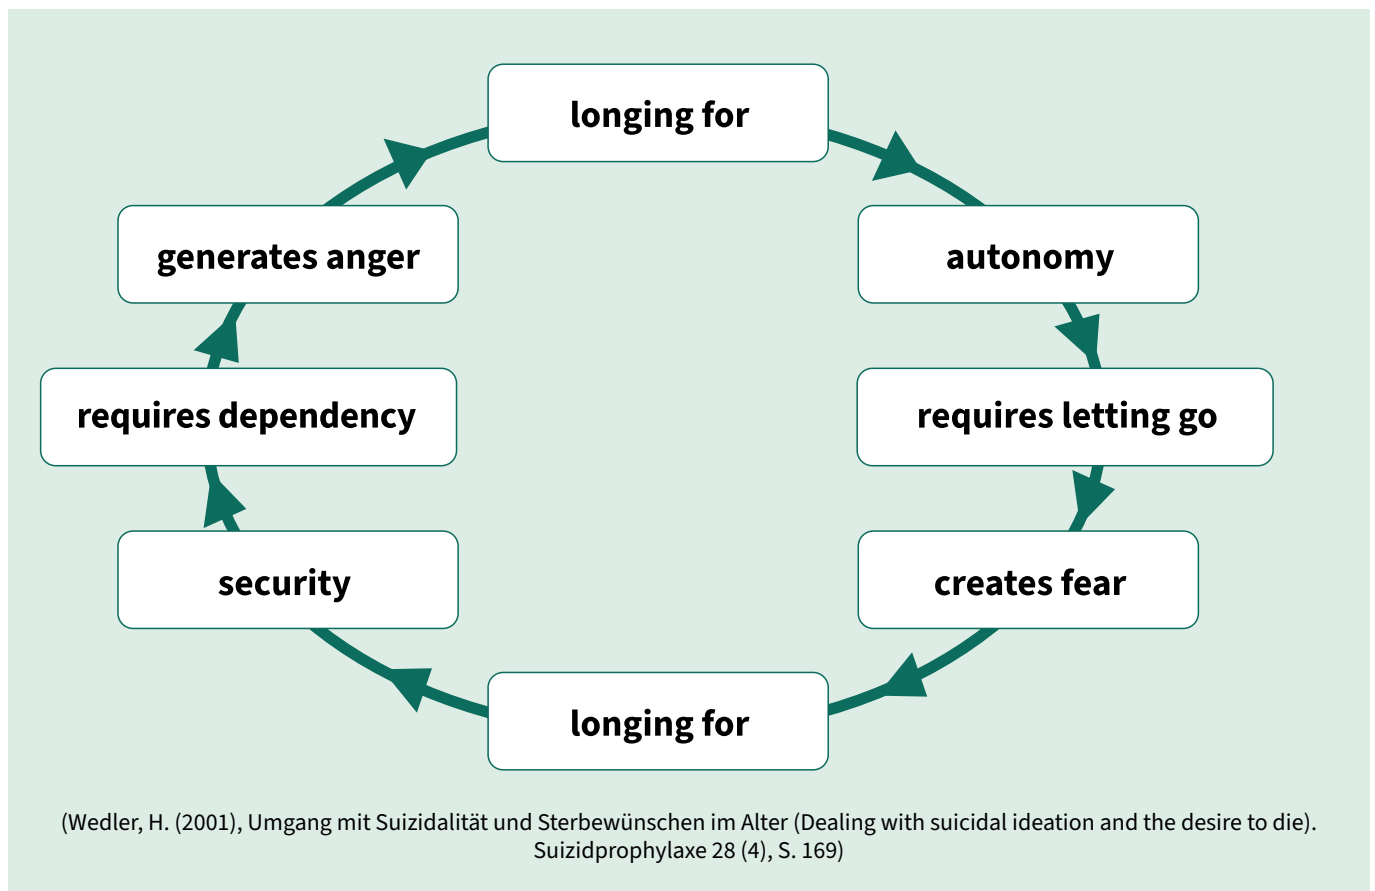 longing for
generates anger
autonomy
requires dependency
requires letting go
security
creates fear
longing for
(Wedler, H. (2001), Umgang mit Suizidalität und Sterbewünschen im Alter (Dealing with suicidal ideation and the desire to die).
Suizidprophylaxe 28 (4), S. 169)